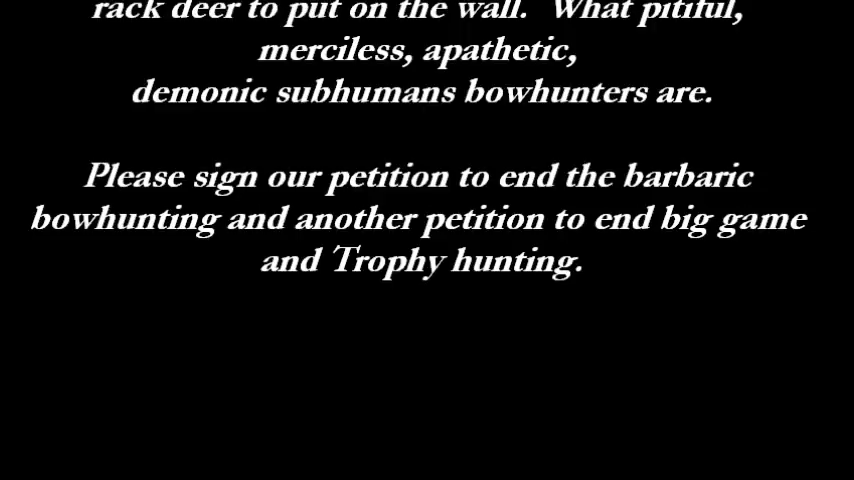 rack deer to put on the wall.  What pitiful,
merciless, apathetic,
demonic subhumans bowhunters are.
Please sign our petition to end the barbaric
bowhunting and another petition to end big game
and Trophy hunting.